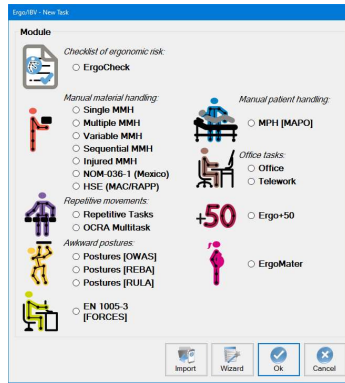 Ergo/IBV - New Task
Module
Checklist of ergonomic risk:
ErgoCheck
Manual material handling:
Single MMH
Multiple MMH
Variable MMH
Sequential MMH
Injured MMH
NOM-036-1 (Mexico)
HSE (MAC/RAPP)
Repetitive movements:
Repetitive Tasks
OCRA Multitask
Awkward postures:
Postures [OWAS]
Postures [REBA]
Postures [RULA]
EN 1005-3
[FORCES]
Manual patient handling:
MPH [MAPO]
Office tasks:
Office
Telework
+50
Ergo+50
ErgoMater
Import
Wizard
Ok
Cancel